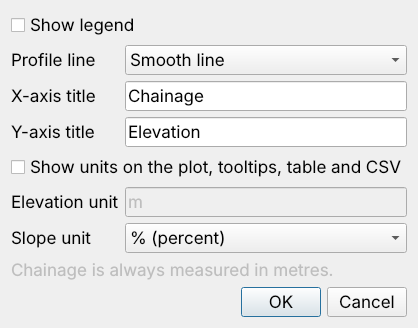 Show legend
Profile line Smooth line
X-axis title Chainage
Y-axis title Elevation
Show units on the plot, tooltips, table and CSV
Elevation unit m
Slope unit % (percent)
Chainage is always measured in metres.
OK Cancel